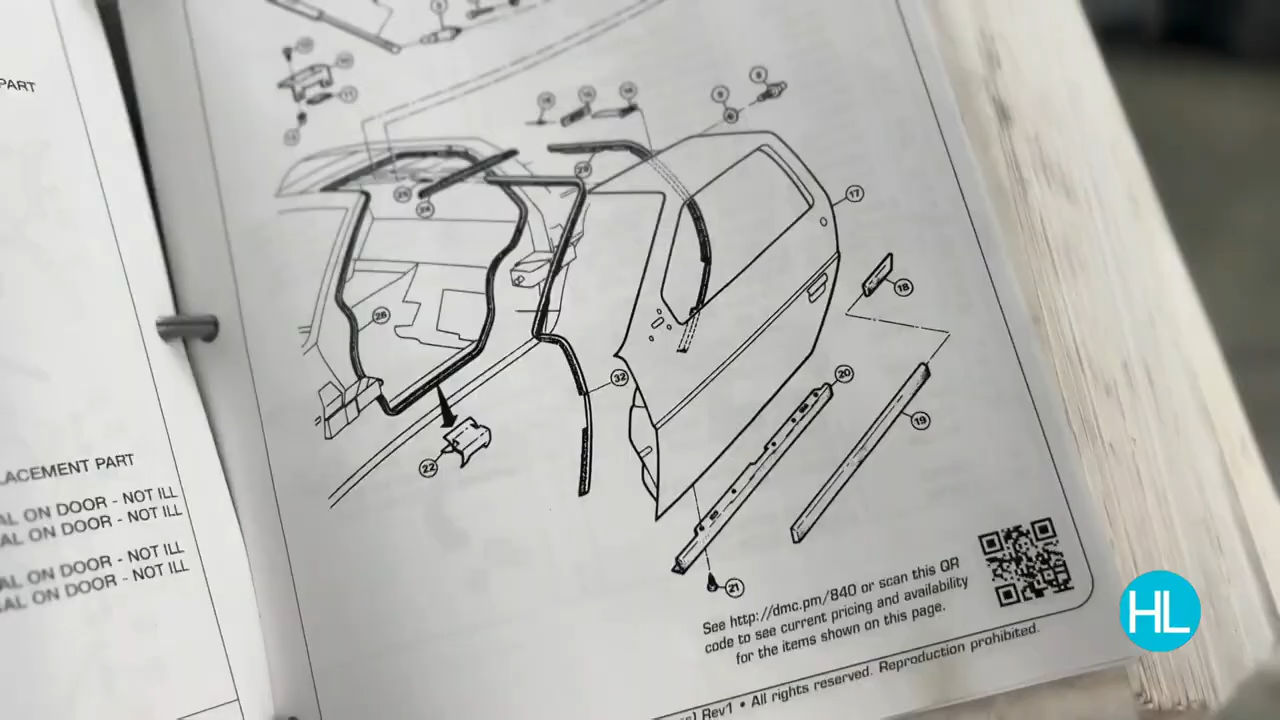 PART
LACEMENT PART
AL ON DOOR - NOT ILL
AL ON DOOR - NOT ILL
AL ON DOOR - NOT ILL
AL ON DOOR - NOT ILL
17
18
20
32
19
26
22
21
See http://dmc.pm/840 or scan this QR
code to see current pricing and availability
for the items shown on this page.
Rev1 • All rights reserved. Reproduction prohibited.
HL